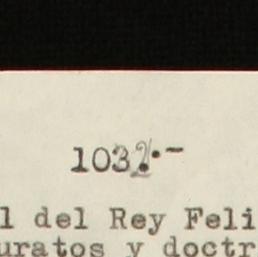 1032.-
l del Rey Feli
uratos y doctr